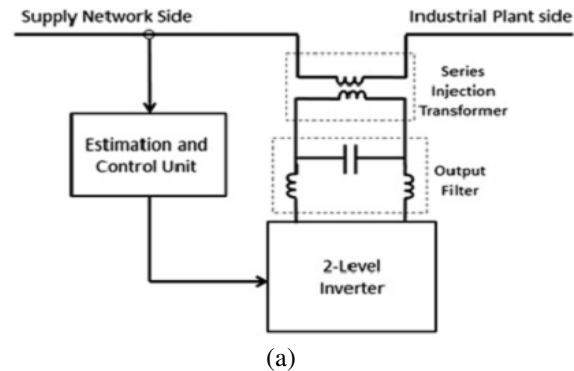 Supply Network Side
Industrial Plant side
Series
Injection
Transformer
Estimation and
Control Unit
Output
Filter
2-Level
Inverter
(a)